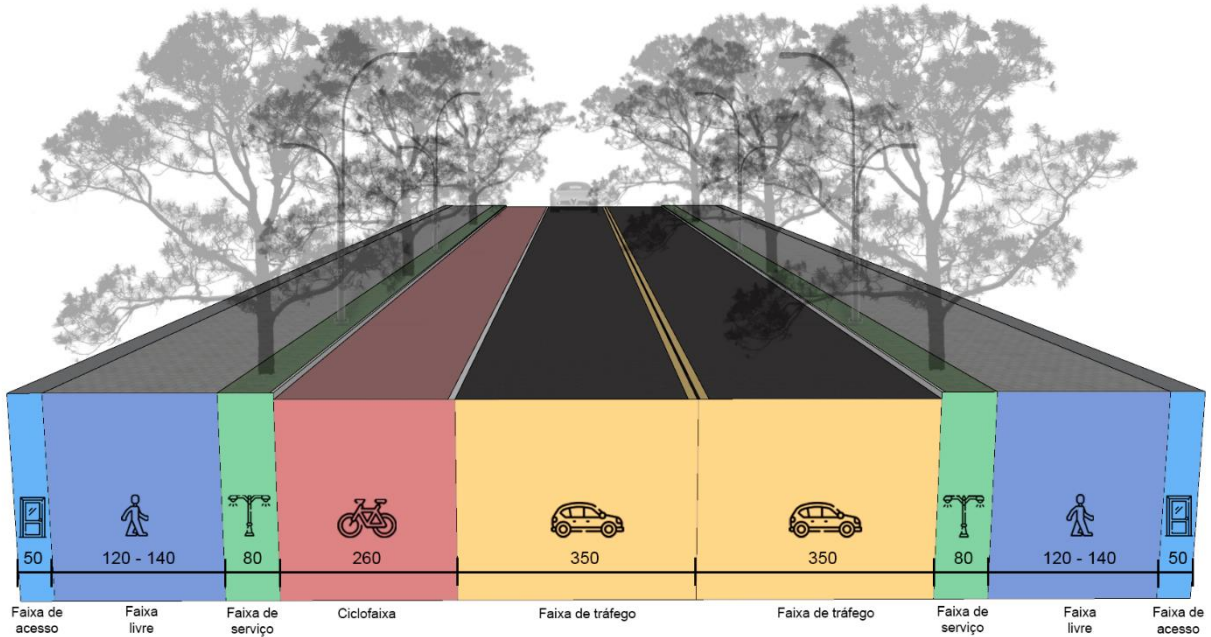 50 120 - 140 80 260 350 350 80 120 - 140 50
Faixa de acesso
Faixa livre
Faixa de serviço
Ciclofaixa
Faixa de tráfego
Faixa de tráfego
Faixa de serviço
Faixa livre
Faixa de acesso